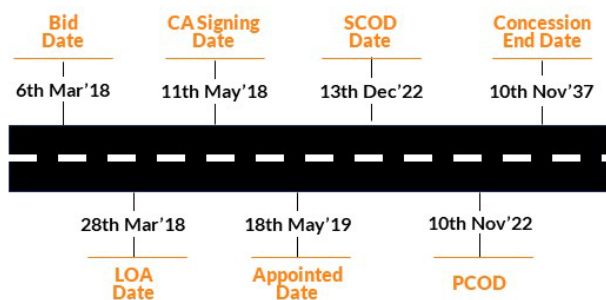 Bid
Date
CA Signing
Date
SCOD
Date
Concession
End Date
6th Mar'18
11th May'18
13th Dec'22
10th Nov'37
28th Mar'18
18th May'19
10th Nov'22
LOA
Date
Appointed
Date
PCOD